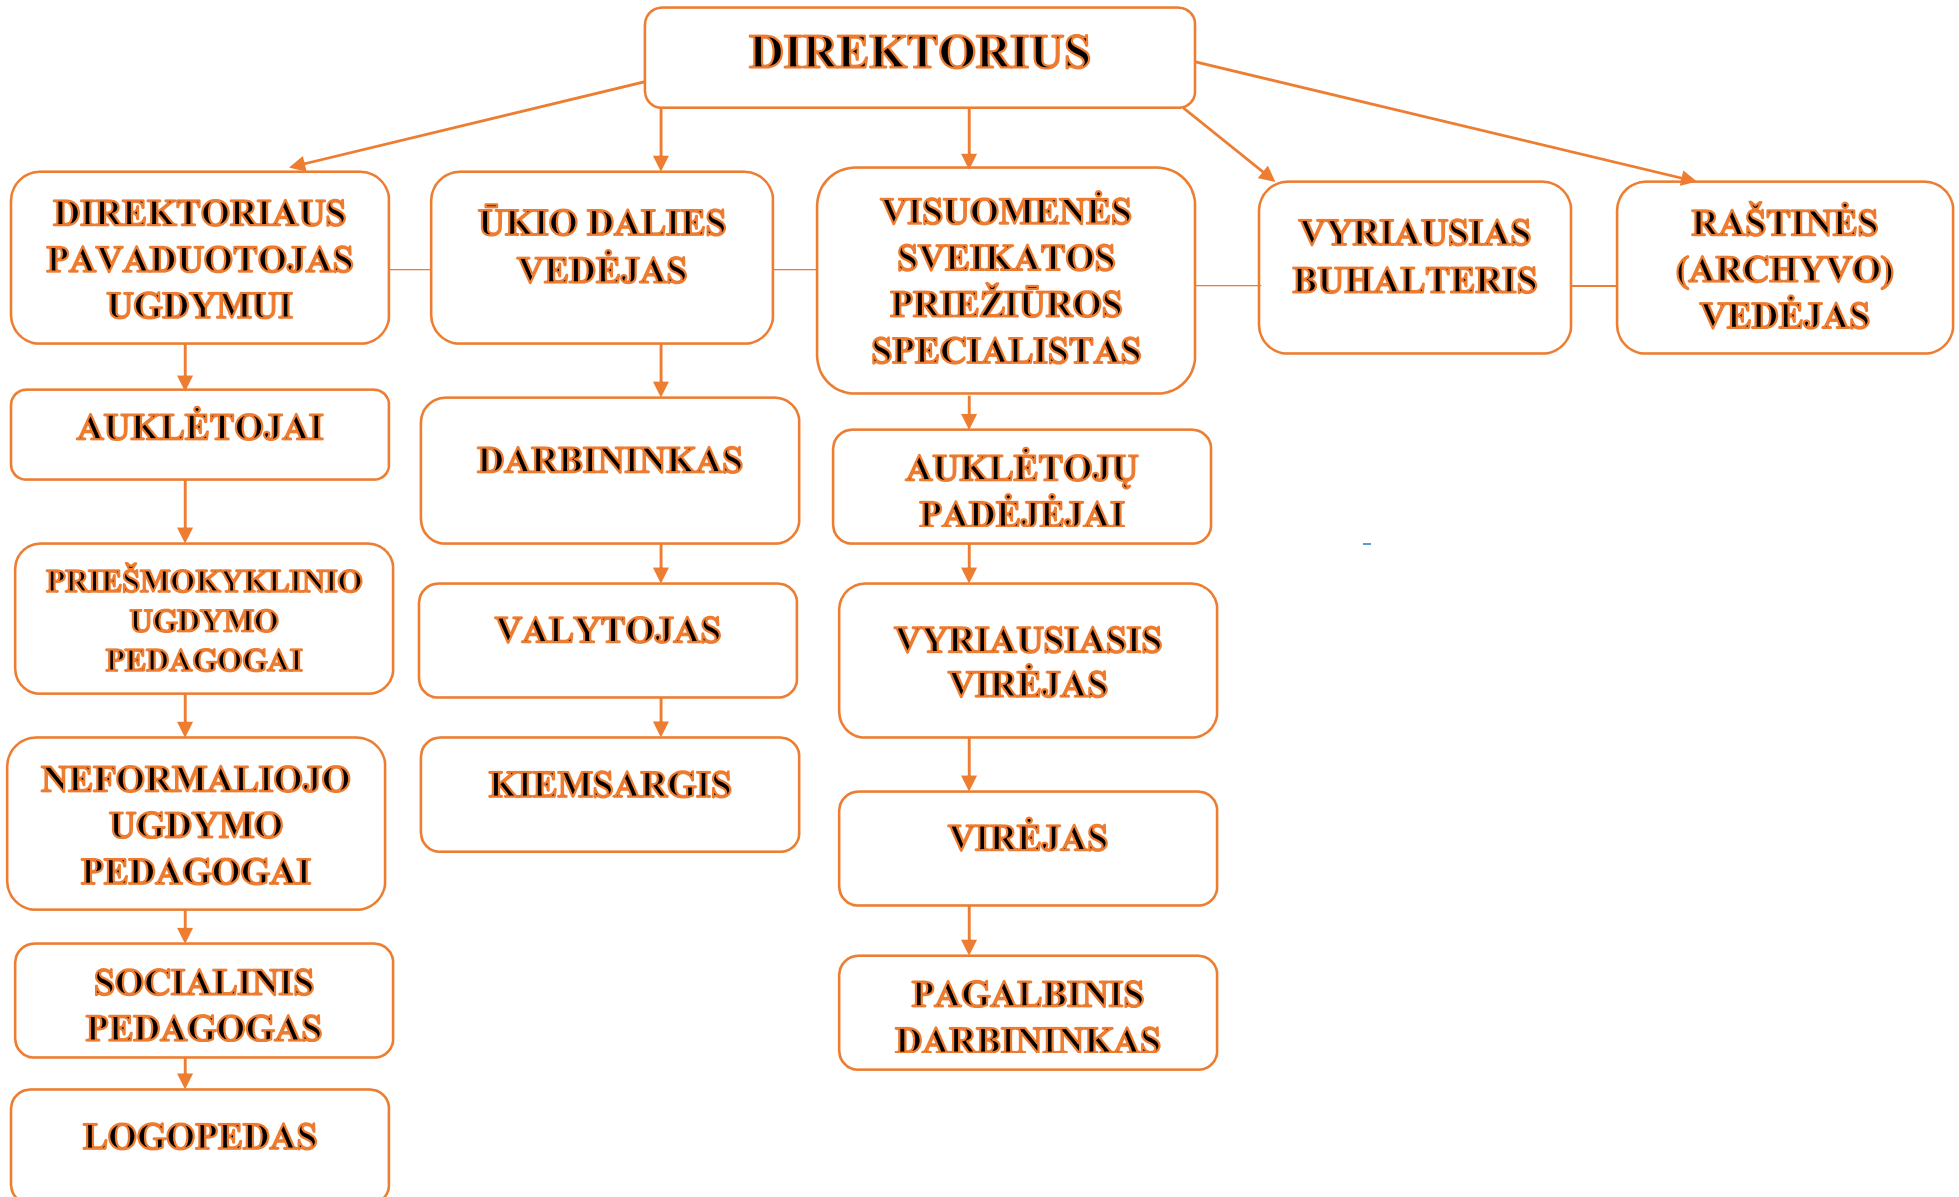 DIREKTORIUS
DIREKTORIAUS
PAVADUOTOJAS
UGDYMUI
ŪKIO DALIES
VEDĖJAS
VISUOMENĖS
SVEIKATOS
PRIEŽIŪROS
SPECIALISTAS
VYRIAUSIAS
BUHALTERIS
RAŠTINĖS
(ARCHYVO)
VEDĖJAS
AUKLĖTOJAI
PRIEŠMOKYKLINIO
UGDYMO
PEDAGOGAI
NEFORMALIOJO
UGDYMO
PEDAGOGAI
SOCIALINIS
PEDAGOGAS
LOGOPEDAS
DARBININKAS
VALYTOJAS
KIEMSARGIS
AUKLĖTOJŲ
PADĖJĖJAI
VYRIAUSIASIS
VIRĖJAS
VIRĖJAS
PAGALBINIS
DARBININKAS